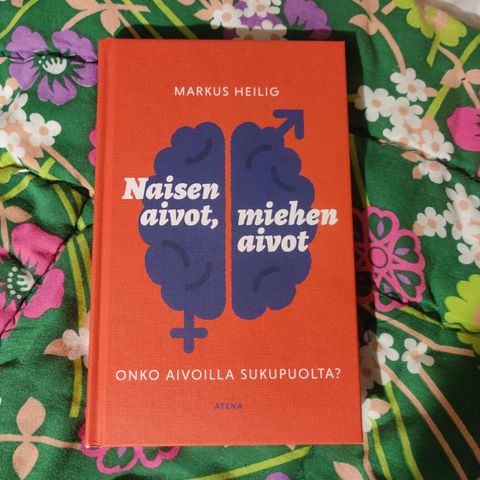 MARKUS HEILIG
Naisen
aivot,
miehen
aivot
ONKO AIVOILLA SUKUPUOLTA?
ATENA